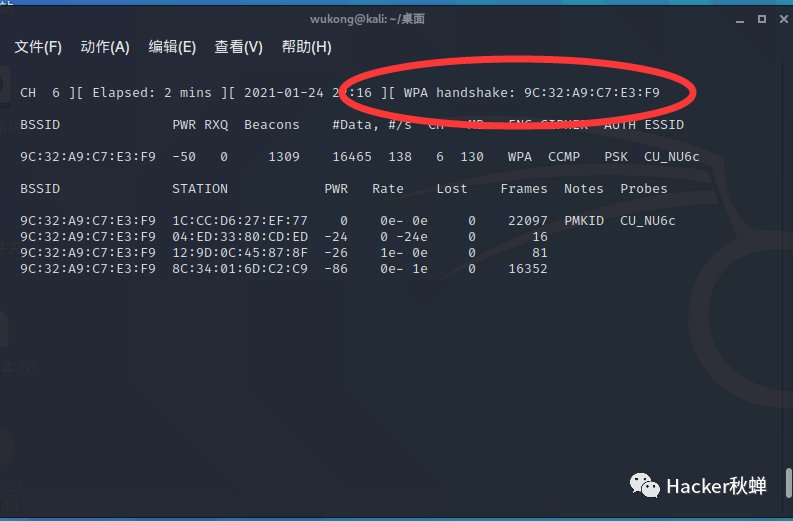 wukong@kali: ~/桌面
文件(F) 动作(A) 编辑(E) 查看(V) 帮助(H)
CH 6 ][ Elapsed: 2 mins ][ 2021-01-24 :16 ][ WPA handshake: 9C:32:A9:C7:E3:F9
BSSID PWR RXQ Beacons #Data, #/s CH MB ENC CIPHER AUTH ESSID
9C:32:A9:C7:E3:F9 -50 0 1309 16465 138 6 130 WPA CCMP PSK CU_NU6c
BSSID STATION PWR Rate Lost Frames Notes Probes
9C:32:A9:C7:E3:F9 1C:CC:D6:27:EF:77 0 0e- 0e 0 22097 PMKID CU_NU6c
9C:32:A9:C7:E3:F9 04:ED:33:80:CD:ED -24 0 -24e 0 16
9C:32:A9:C7:E3:F9 12:9D:0C:45:87:8F -26 1e- 0e 0 81
9C:32:A9:C7:E3:F9 8C:34:01:6D:C2:C9 -86 0e- 1e 0 16352
Hacker秋蝉